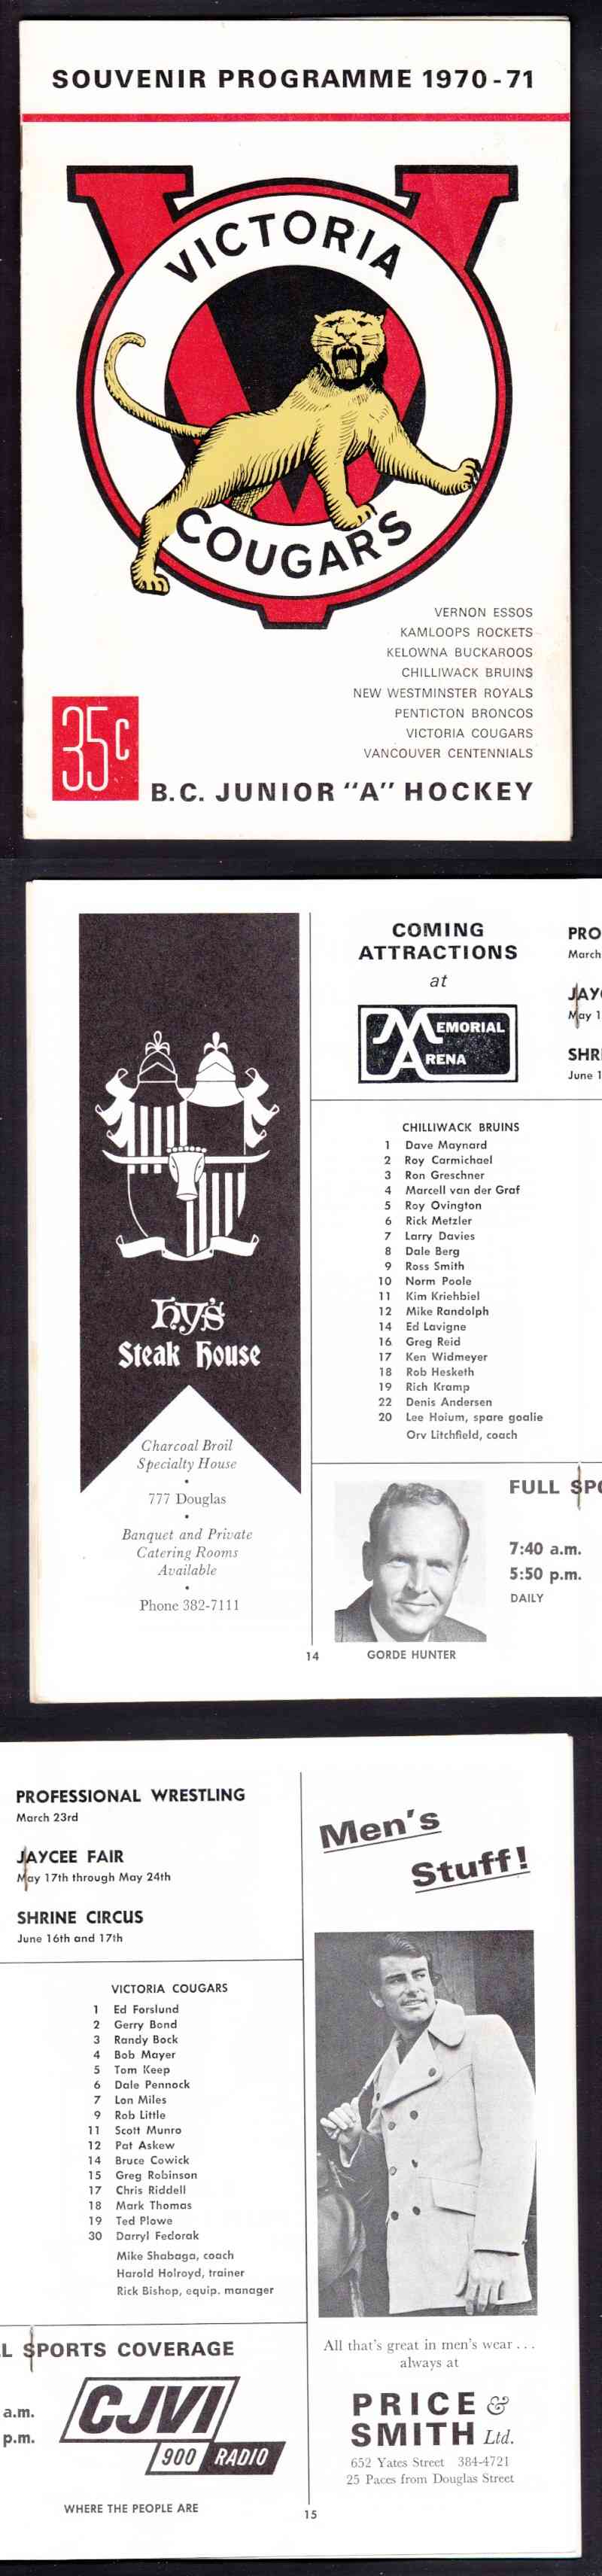 SOUVENIR PROGRAMME 1970-71
VICTORIA
COUGARS
VERNON ESSOS
KAMLOOPS ROCKETS
KELOWNA BUCKAROOS
CHILLIWACK BRUINS
NEW WESTMINSTER ROYALS
PENTICTON BRONCOS
VICTORIA COUGARS
VANCOUVER CENTENNIALS
35c
B.C. JUNIOR "A" HOCKEY
hy's
Steak House
Charcoal Broil
Specialty House
777 Douglas
Banquet and Private
Catering Rooms
Available
Phone 382-7111
COMING
ATTRACTIONS
at
MEMORIAL
ARENA
PRO
March
JAY
May 1
SHR
June 1
CHILLIWACK BRUINS
1 Dave Maynard
2 Roy Carmichael
3 Ron Greschner
4 Marcell van der Graf
5 Roy Ovington
6 Rick Metzler
7 Larry Davies
8 Dale Berg
9 Ross Smith
10 Norm Poole
11 Kim Kriehbiel
12 Mike Randolph
14 Ed Lavigne
16 Greg Reid
17 Ken Widmeyer
18 Rob Hesketh
19 Rich Kramp
22 Denis Andersen
20 Lee Hoium, spare goalie
Orv Litchfield, coach
FULL SPO
7:40 a.m.
5:50 p.m.
DAILY
14
GORDE HUNTER
PROFESSIONAL WRESTLING
March 23rd
JAYCEE FAIR
May 17th through May 24th
SHRINE CIRCUS
June 16th and 17th
VICTORIA COUGARS
1 Ed Forslund
2 Gerry Bond
3 Randy Bock
4 Bob Mayer
5 Tom Keep
6 Dale Pennock
7 Lon Miles
9 Rob Little
11 Scott Munro
12 Pat Askew
14 Bruce Cowick
15 Greg Robinson
17 Chris Riddell
18 Mark Thomas
19 Ted Plowe
30 Darryl Fedorak
Mike Shabaga, coach
Harold Holroyd, trainer
Rick Bishop, equip. manager
L SPORTS COVERAGE
a.m.
p.m.
CJVI
900 RADIO
WHERE THE PEOPLE ARE
Men's
Stuff!
All that's great in men's wear . . .
always at
PRICE &
SMITH Ltd.
652 Yates Street 384-4721
25 Paces from Douglas Street
15